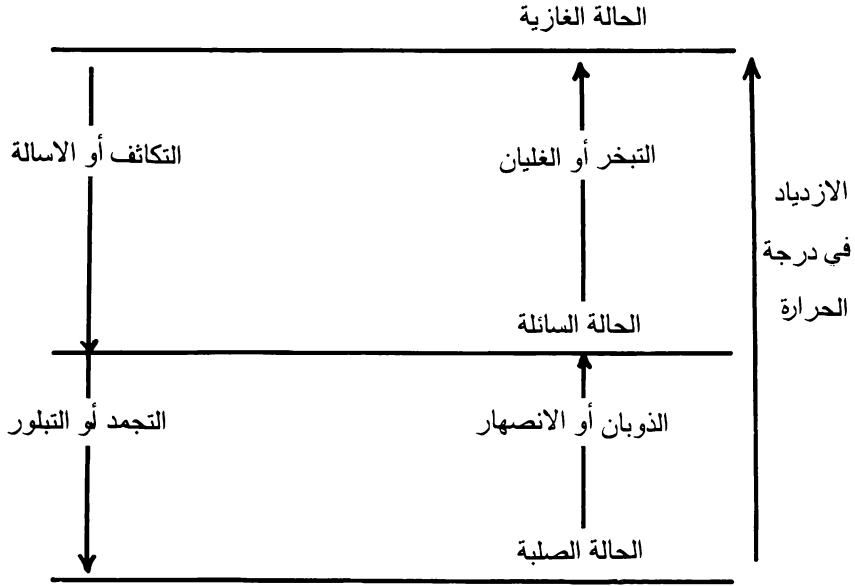 الحالة الغازية
التبخر أو الغليان
التكاثف أو الاسالة
الازدياد
في درجة
الحرارة
الحالة السائلة
الذوبان أو الانصهار
التجمد أو التبلور
الحالة الصلبة